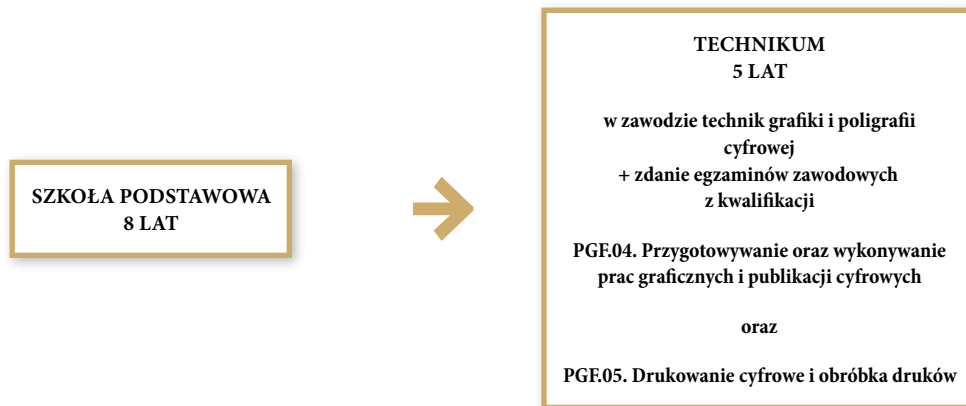 SZKOŁA PODSTAWOWA
8 LAT
TECHNIKUM
5 LAT
w zawodzie technik grafiki i poligrafii
cyfrowej
+ zdanie egzaminów zawodowych
z kwalifikacji
PGF.04. Przygotowywanie oraz wykonywanie
prac graficznych i publikacji cyfrowych
oraz
PGF.05. Drukowanie cyfrowe i obróbka druków